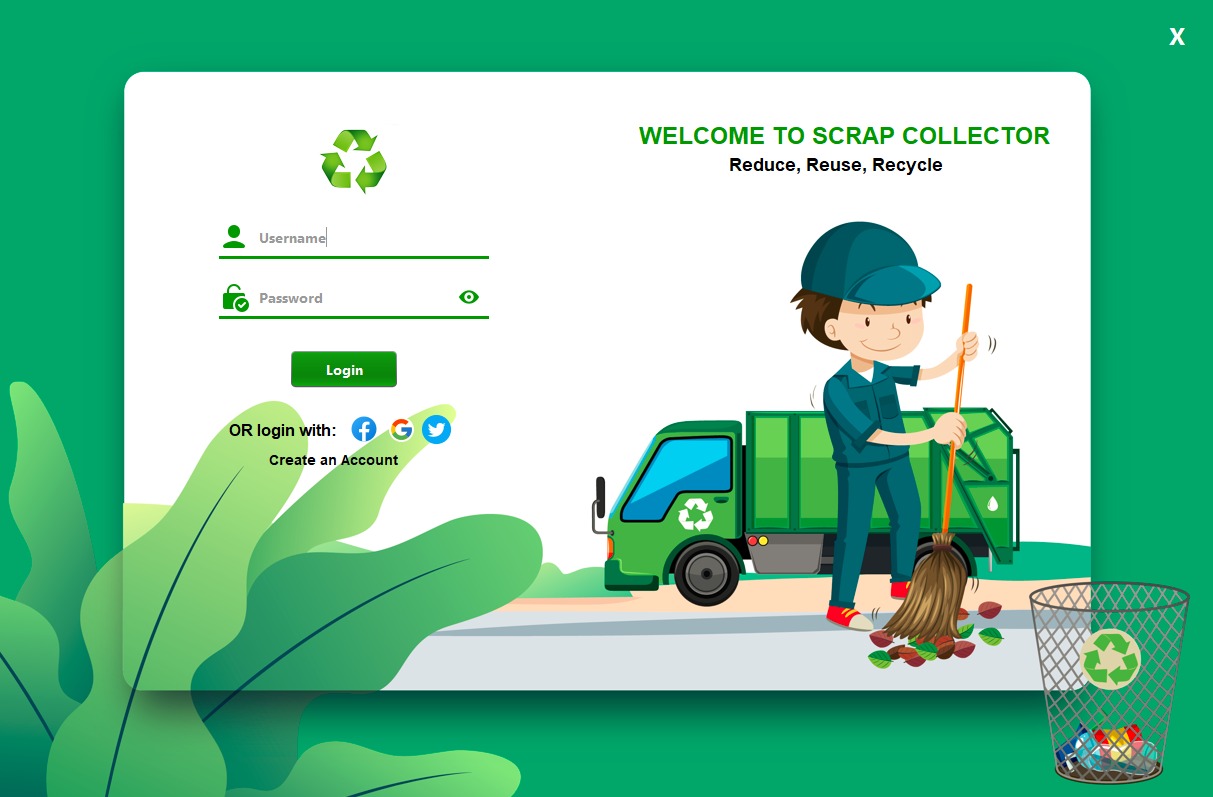 X
WELCOME TO SCRAP COLLECTOR
Reduce, Reuse, Recycle
Username
Password
Login
OR login with:
Create an Account